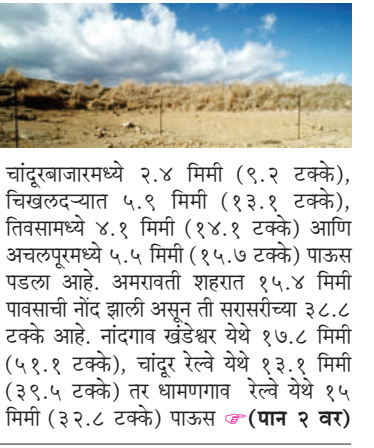 चांदूरबाजारमध्ये २.४ मिमी (९.२ टक्के),
चिखलदऱ्यात ५.९ मिमी (१३.१ टक्के),
तिवसामध्ये ४.१ मिमी (१४.१ टक्के) आणि
अचलपूरमध्ये ५.५ मिमी (१५.७ टक्के) पाऊस
पडला आहे. अमरावती शहरात १५.४ मिमी
पावसाची नोंद झाली असून ती सरासरीच्या ३८.८
टक्के आहे. नांदगाव खंडेश्वर येथे १७.८ मिमी
(५१.१ टक्के), चांदूर रेल्वे येथे १३.१ मिमी
(३९.५ टक्के) तर धामणगाव रेल्वे येथे १५
मिमी (३२.८ टक्के) पाऊस ☞(पान २ वर)